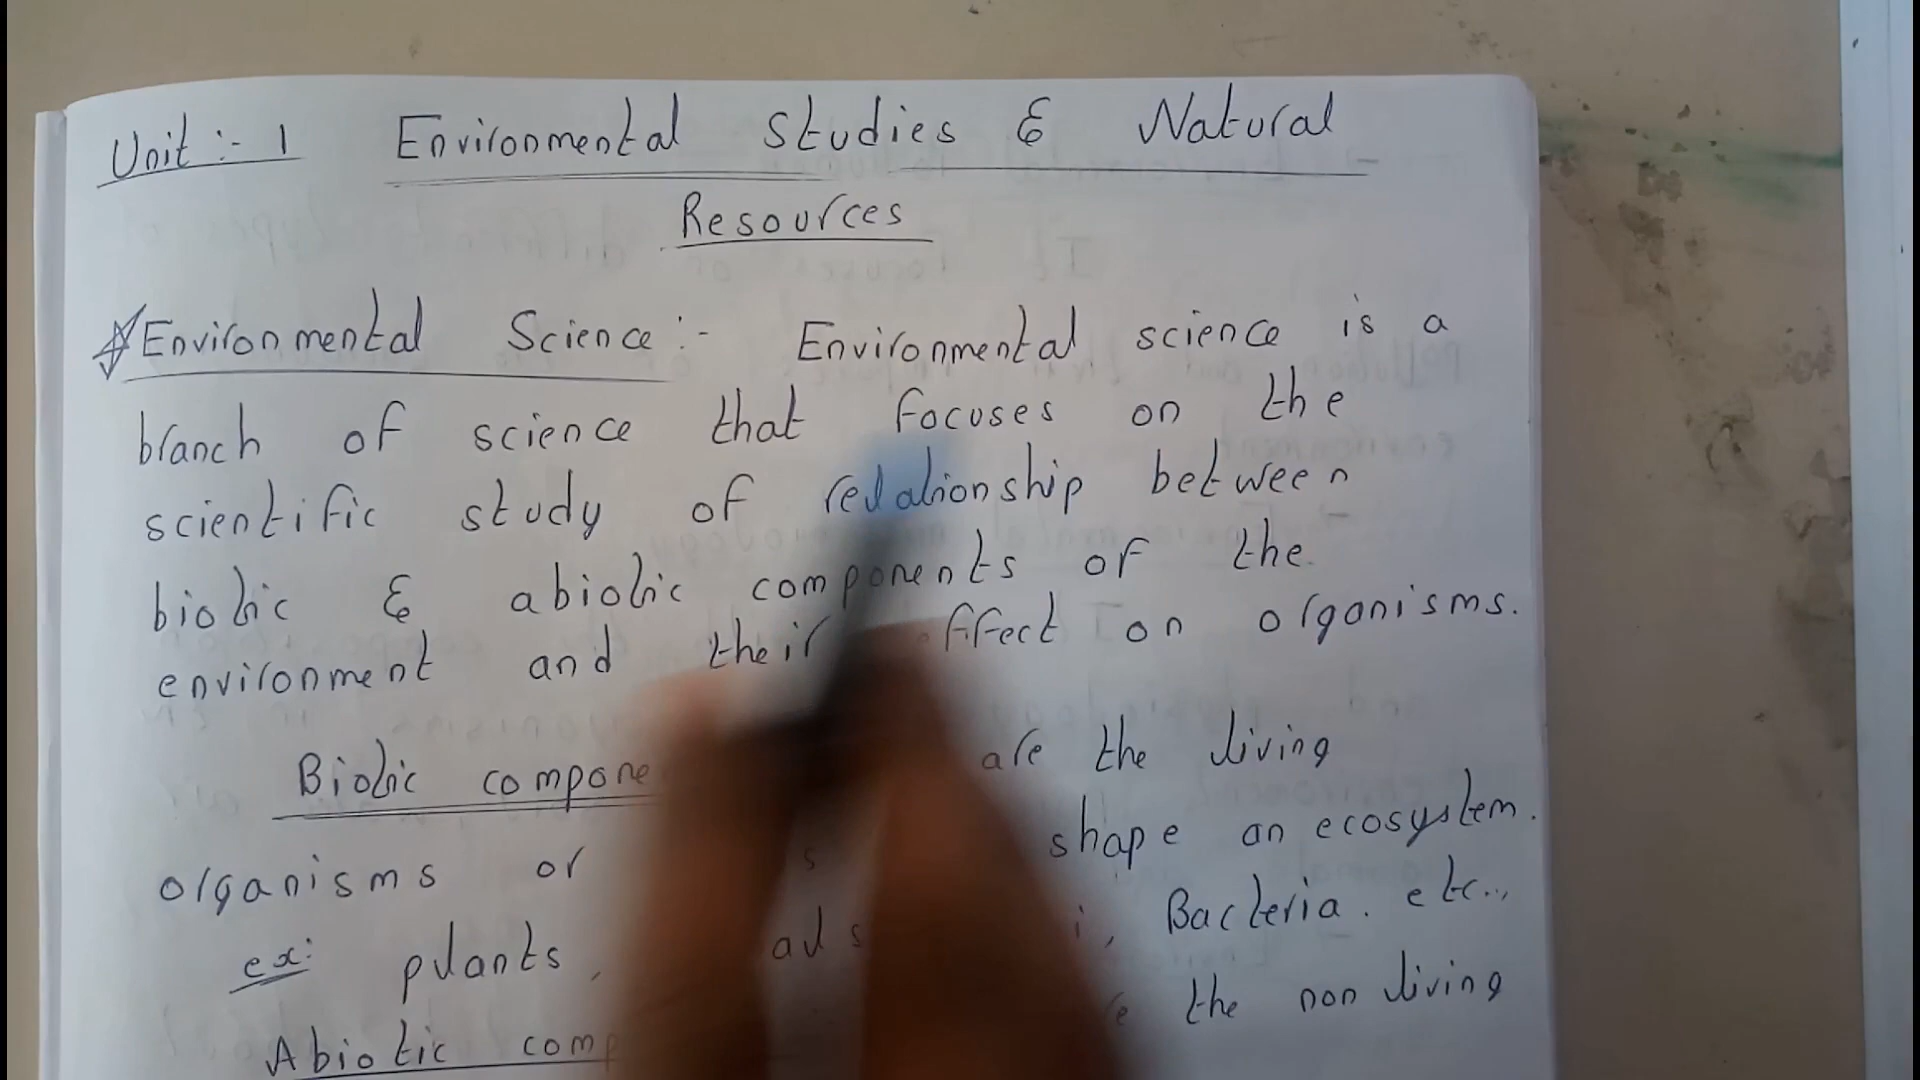 Unit :- 1 Environmental Studies & Natural
Resources
Environmental Science :- Environmental science is a
branch of science that focuses on the
scientific study of relationship between
biotic & abiotic components of the
environment and their effect on organisms.
Biotic are the living
organisms or shape an ecosystem.
ex: plants, Bacteria. etc..,
Abiotic the non living